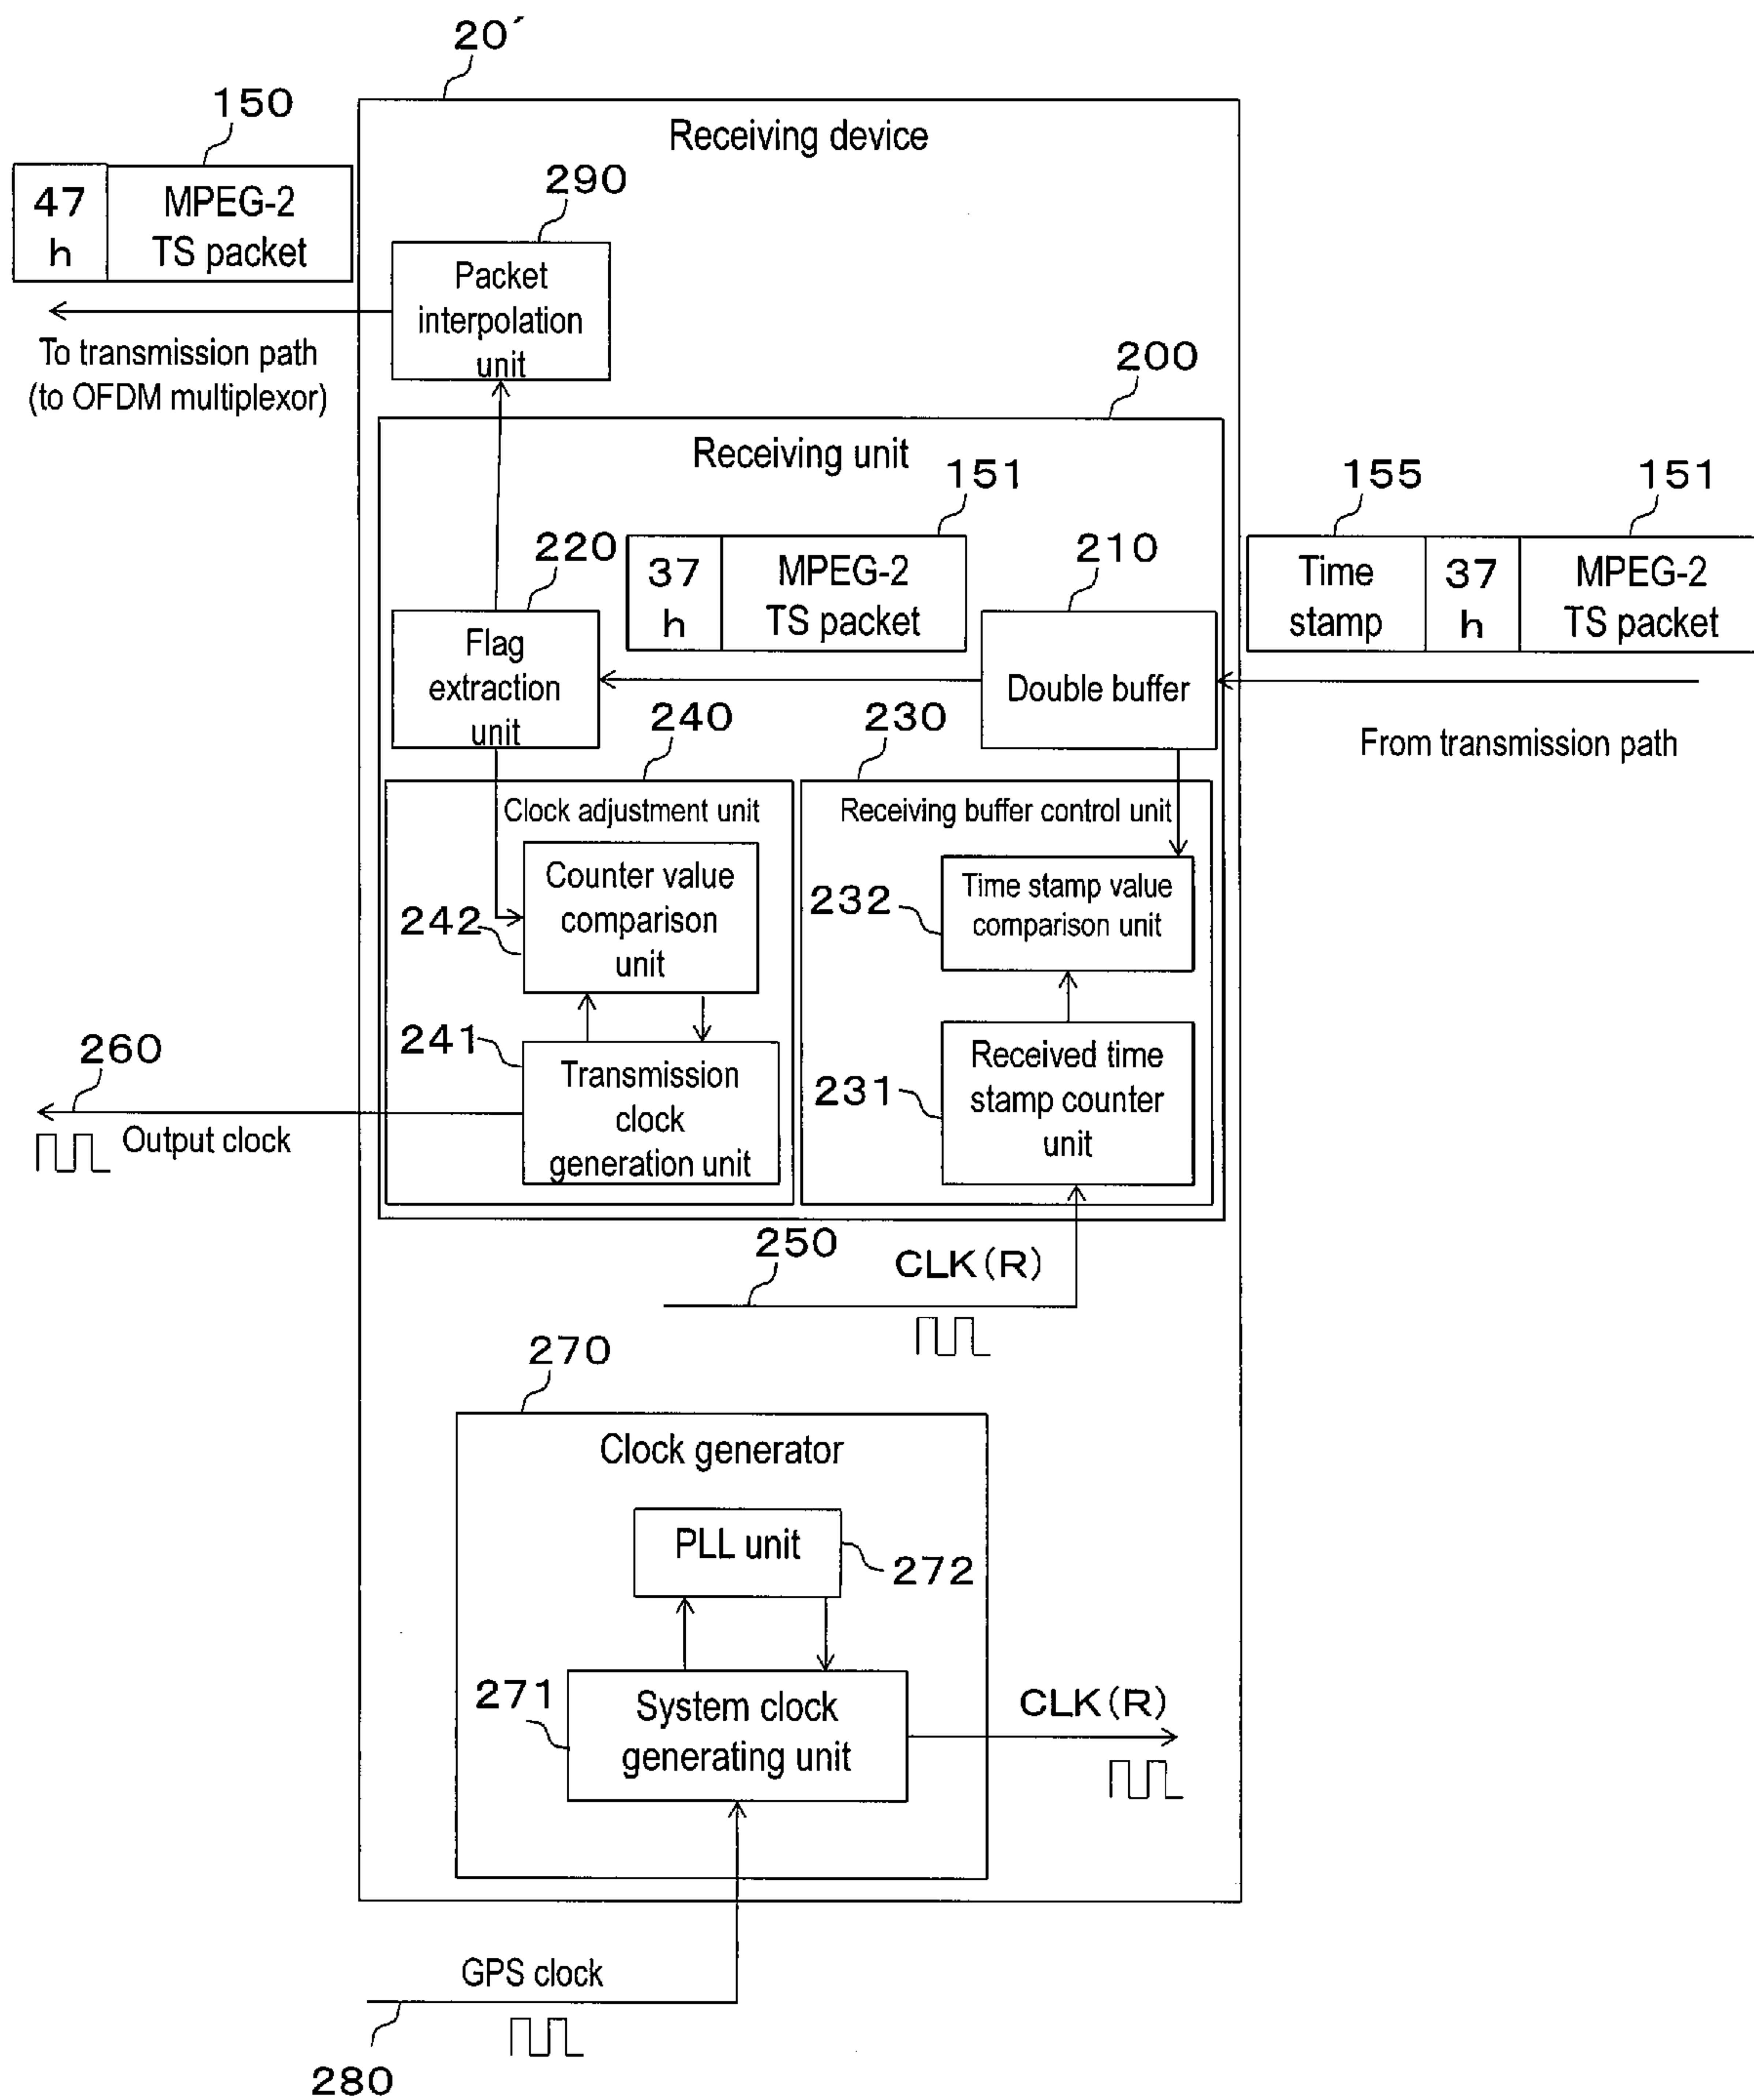 20´
150
Receiving device
47
h
MPEG-2
TS packet
290
Packet
interpolation
unit
To transmission path
(to OFDM multiplexor)
200
Receiving unit
151
155
151
220
37
h
MPEG-2
TS packet
210
Time
stamp
37
h
MPEG-2
TS packet
Flag
extraction
unit
Double buffer
240
230
From transmission path
Clock adjustment unit
Receiving buffer control unit
Counter value
comparison
unit
242
232
Time stamp value
comparison unit
260
241
Transmission
clock
generation unit
231
Received time
stamp counter
unit
Output clock
250
CLK(R)
270
Clock generator
PLL unit
272
271
System clock
generating unit
CLK(R)
GPS clock
280